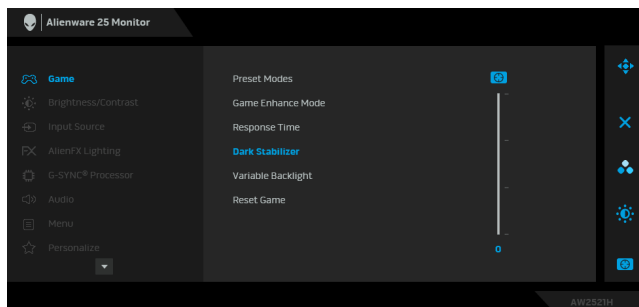 Alienware 25 Monitor
Game
Brightness/Contrast
Input Source
AlienFX Lighting
G-SYNC® Processor
Audio
Menu
Personalize
Preset Modes
Game Enhance Mode
Response Time
Dark Stabilizer
Variable Backlight
Reset Game
0
AW2521H